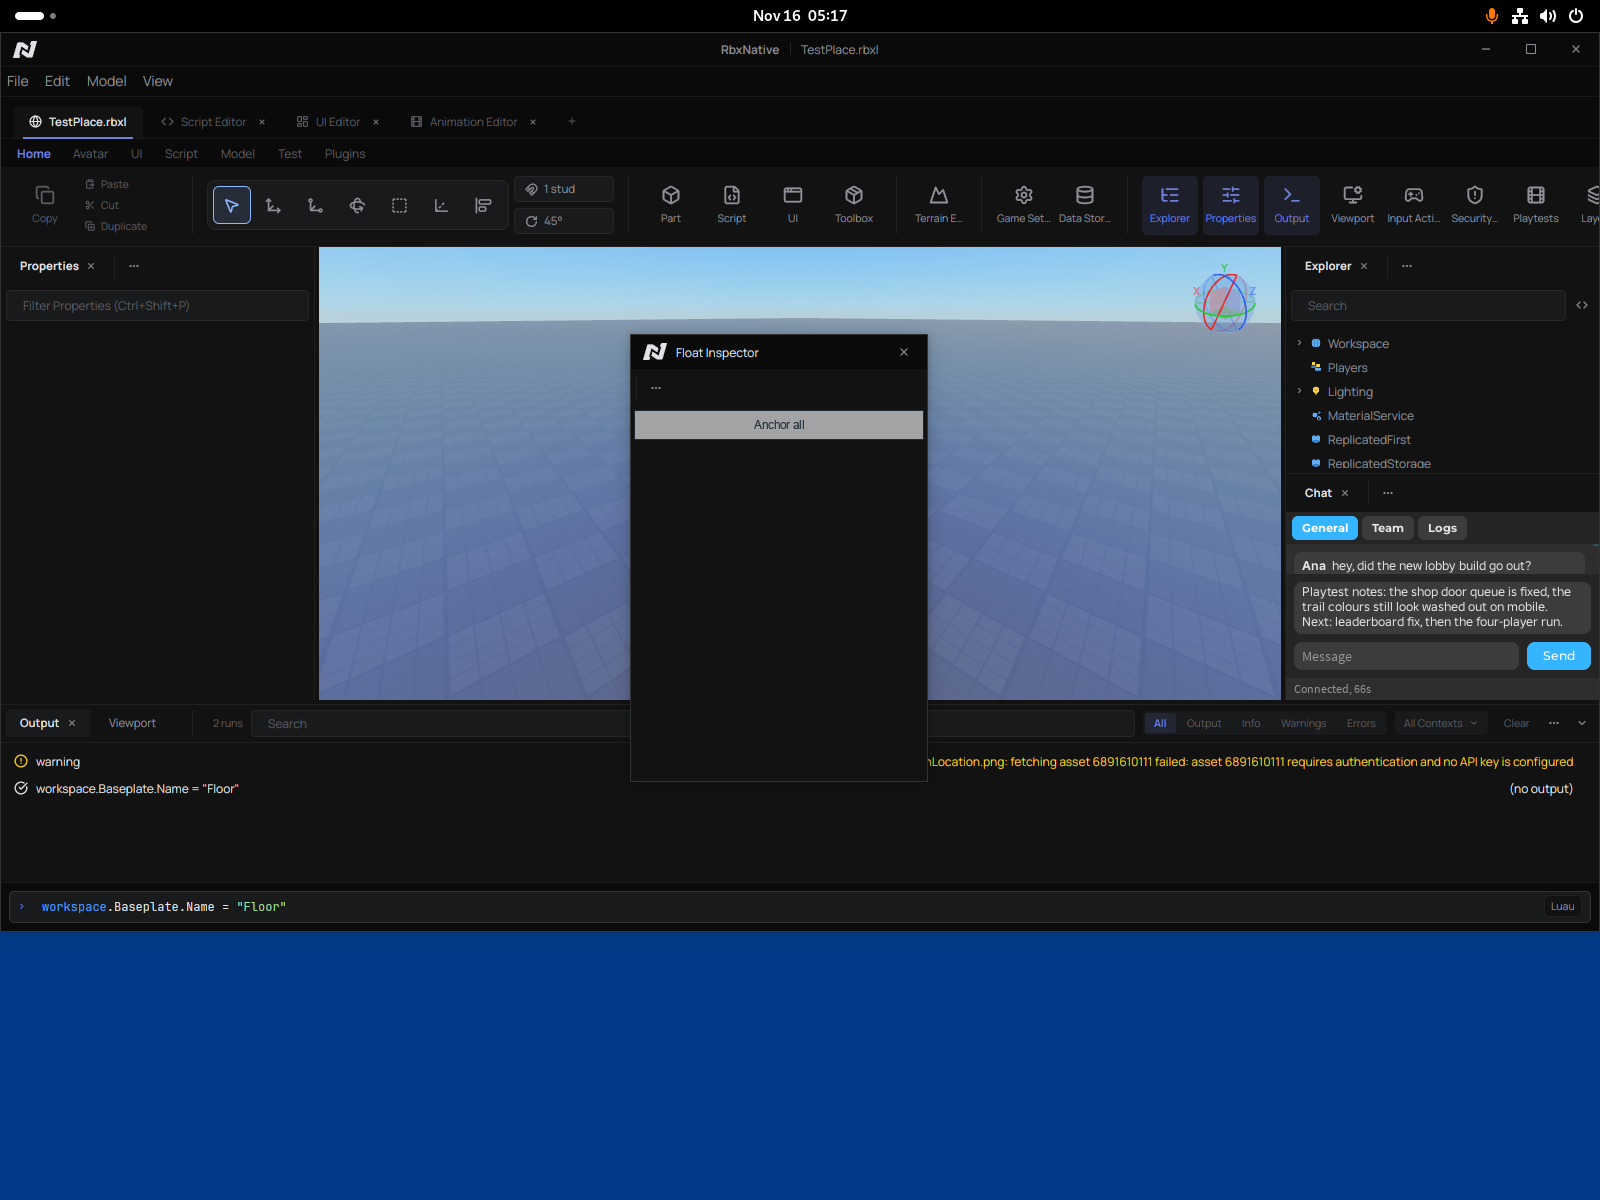 Nov 16 05:17
RbxNative TestPlace.rbxl
File Edit Model View
TestPlace.rbxl Script Editor UI Editor Animation Editor
Home Avatar UI Script Model Test Plugins
Copy
Paste
Cut
Duplicate
1 stud
45°
Part Script UI Toolbox Terrain E... Game Set... Data Stor... Explorer Properties Output Viewport Input Acti... Security... Playtests Lay
Properties
Filter Properties (Ctrl+Shift+P)
Y
X
Z
Float Inspector
Anchor all
Explorer
Search
Workspace
Players
Lighting
MaterialService
ReplicatedFirst
ReplicatedStorage
Chat
General Team Logs
Ana hey, did the new lobby build go out?
Playtest notes: the shop door queue is fixed, the
trail colours still look washed out on mobile.
Next: leaderboard fix, then the four-player run.
Message Send
Connected, 66s
Output Viewport 2 runs Search All Output Info Warnings Errors All Contexts Clear
warning nLocation.png: fetching asset 6891610111 failed: asset 6891610111 requires authentication and no API key is configured
workspace.Baseplate.Name = "Floor" (no output)
workspace.Baseplate.Name = "Floor" Luau